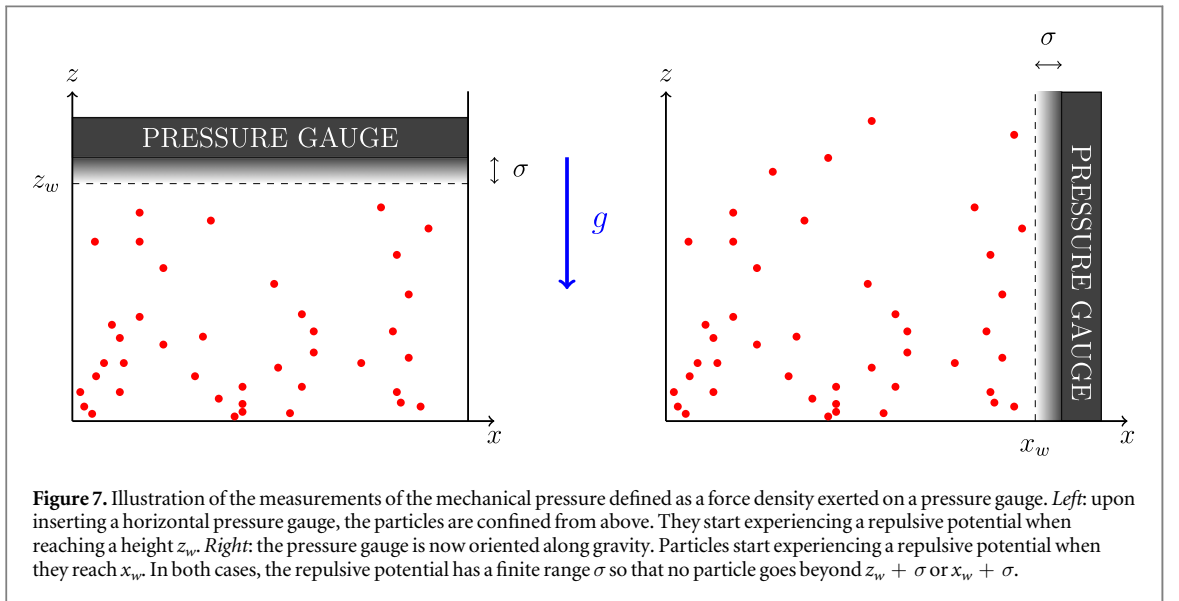 z
PRESSURE GAUGE
z_w
σ
x
g
σ
z
PRESSURE GAUGE
x_w
x
Figure 7. Illustration of the measurements of the mechanical pressure defined as a force density exerted on a pressure gauge. Left: upon
inserting a horizontal pressure gauge, the particles are confined from above. They start experiencing a repulsive potential when
reaching a height z_w. Right: the pressure gauge is now oriented along gravity. Particles start experiencing a repulsive potential when
they reach x_w. In both cases, the repulsive potential has a finite range σ so that no particle goes beyond z_w + σ or x_w + σ.